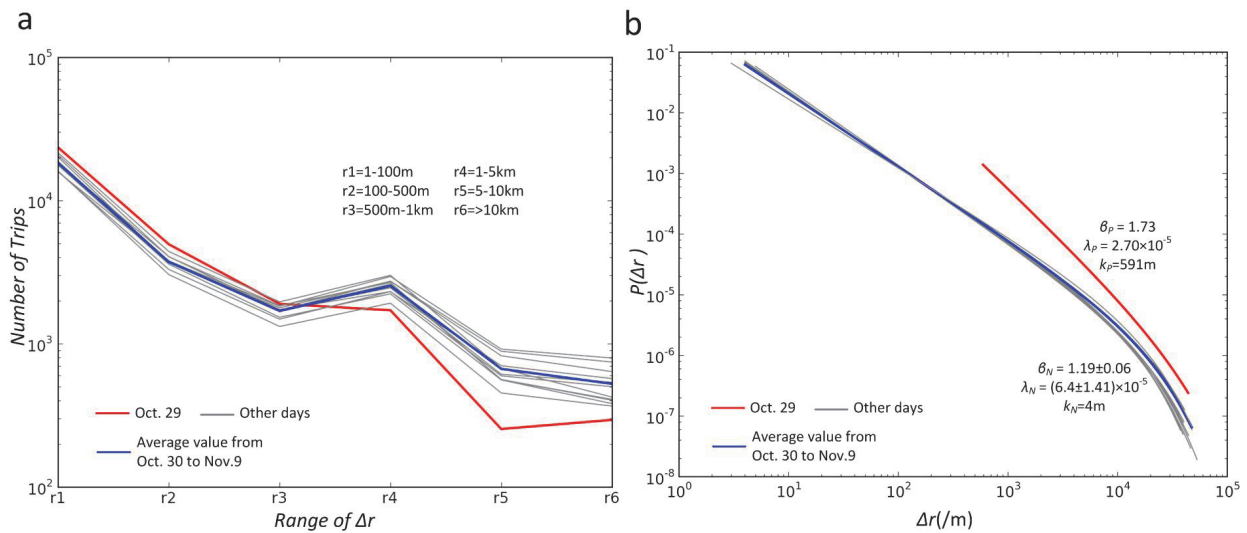 a
10^5
10^4
10^3
10^2
Number of Trips
r1=1-100m r4=1-5km
r2=100-500m r5=5-10km
r3=500m-1km r6=>10km
Oct. 29 Other days
Average value from
Oct. 30 to Nov.9
r1 r2 r3 r4 r5 r6
Range of Δr
b
10^-1
10^-2
10^-3
10^-4
10^-5
10^-6
10^-7
10^-8
P(Δr )
β_P = 1.73
λ_P = 2.70×10^-5
k_P=591m
β_N = 1.19±0.06
λ_N = (6.4±1.41)×10^-5
k_N=4m
Oct. 29 Other days
Average value from
Oct. 30 to Nov.9
10^0 10^1 10^2 10^3 10^4 10^5
Δr(/m)